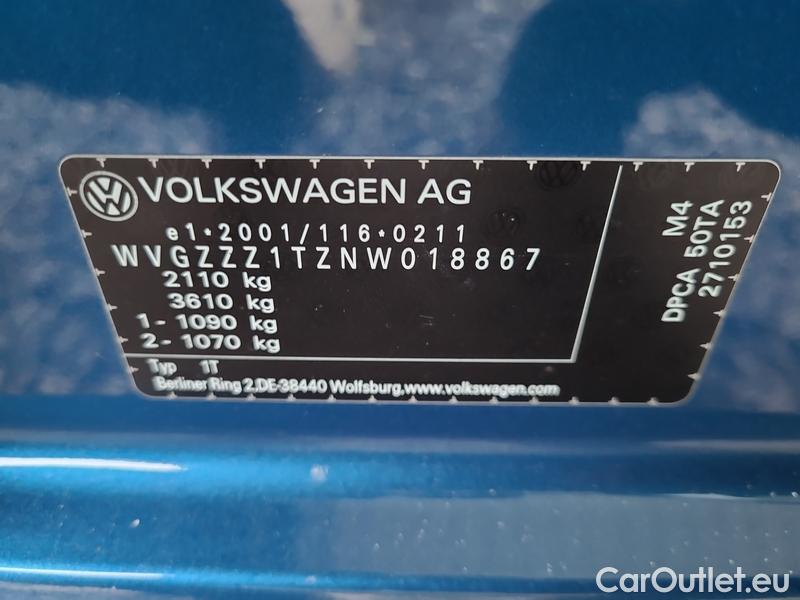 VOLKSWAGEN AG
e1*2001/116*0211
WVGZZZ1TZNW018867
2110 kg
3610 kg
1- 1090 kg
2- 1070 kg
Typ 1T
Berliner Ring 2,DE-38440 Wolfsburg,www.volkswagen.com
M4
DPCA 50TA
2710153
CarOutlet.eu